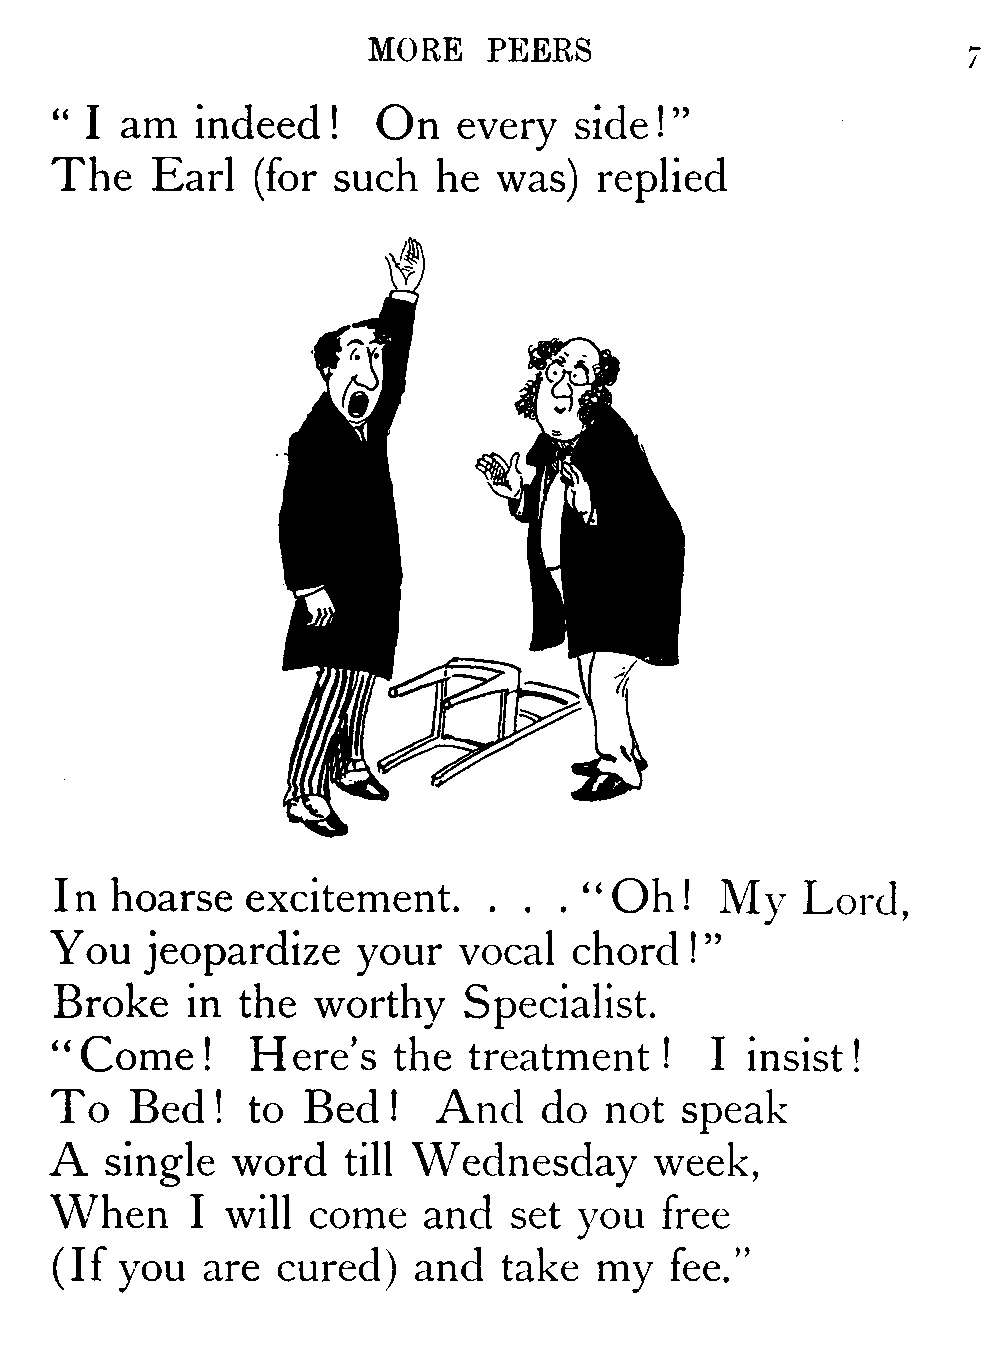 MORE PEERS 7
“ I am indeed! On every side!”
The Earl (for such he was) replied
In hoarse excitement. . . . “Oh! My Lord,
You jeopardize your vocal chord!”
Broke in the worthy Specialist.
“Come! Here’s the treatment! I insist!
To Bed! to Bed! And do not speak
A single word till Wednesday week,
When I will come and set you free
(If you are cured) and take my fee.”